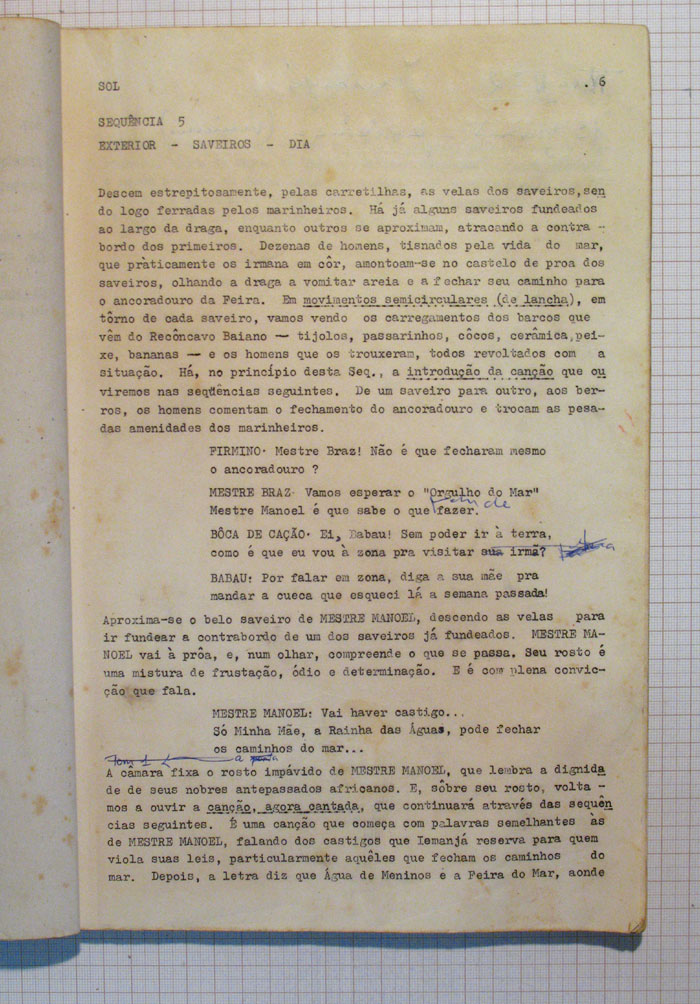 SOL .6
SEQUÊNCIA 5
EXTERIOR - SAVEIROS - DIA
Descem estrepitosamente, pelas carretilhas, as velas dos saveiros,sen
do logo ferradas pelos marinheiros. Há já alguns saveiros fundeados
ao largo da draga, enquanto outros se aproximam, atracando a contra -
bordo dos primeiros. Dezenas de homens, tisnados pela vida do mar,
que pràticamente os irmana em côr, amontoam-se no castelo de proa dos
saveiros, olhando a draga a vomitar areia e a fechar seu caminho para
o ancoradouro da Feira. Em movimentos semicirculares (de lancha), em
tôrno de cada saveiro, vamos vendo os carregamentos dos barcos que
vêm do Recôncavo Baiano — tijolos, passarinhos, côcos, cerâmica,pei-
xe, bananas — e os homens que os trouxeram, todos revoltados com a
situação. Há, no princípio desta Seq., a introdução da canção que ou
viremos nas seqüências seguintes. De um saveiro para outro, aos ber-
ros, os homens comentam o fechamento do ancoradouro e trocam as pesa-
das amenidades dos marinheiros.
FIRMINO· Mestre Braz! Não é que fecharam mesmo
o ancoradouro ?
MESTRE BRAZ· Vamos esperar o "Orgulho do Mar"
Mestre Manoel é que sabe o que fazer.
BÔCA DE CAÇÃO· Ei, Babau! Sem poder ir à terra,
como é que eu vou à zona pra visitar sua irmã?
BABAU: Por falar em zona, diga a sua mãe pra
mandar a cueca que esqueci lá a semana passada!
Aproxima-se o belo saveiro de MESTRE MANOEL, descendo as velas para
ir fundear a contrabordo de um dos saveiros já fundeados. MESTRE MA-
NOEL vai à prôa, e, num olhar, compreende o que se passa. Seu rosto é
uma mistura de frustação, ódio e determinação. E é com plena convic-
ção que fala.
MESTRE MANOEL: Vai haver castigo...
Só Minha Mãe, a Rainha das Águas, pode fechar
os caminhos do mar...
A câmara fixa o rosto impávido de MESTRE MANOEL, que lembra a dignida
de de seus nobres antepassados africanos. E, sôbre seu rosto, volta -
mos a ouvir a canção, agora cantada, que continuará através das sequên
cias seguintes. É uma canção que começa com palavras semelhantes às
de MESTRE MANOEL, falando dos castigos que Iemanjá reserva para quem
viola suas leis, particularmente aquêles que fecham os caminhos do
mar. Depois, a letra diz que Água de Meninos é a Feira do Mar, aonde